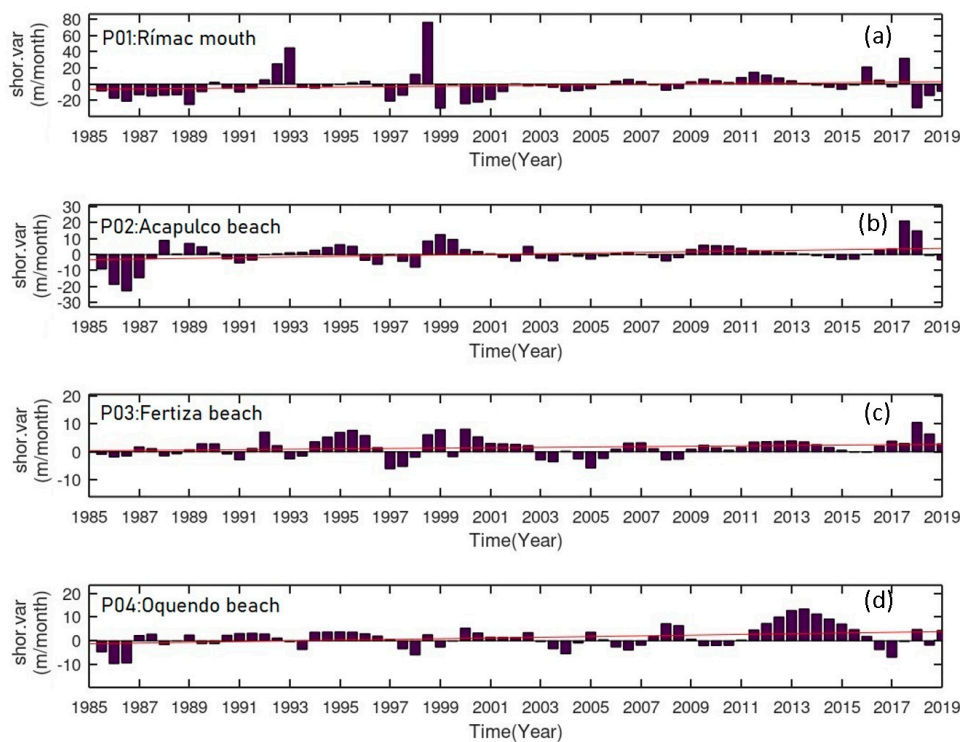 80
60
40
20
0
-20
shor.var
(m/month)
P01:Rímac mouth
(a)
1985 1987 1989 1991 1993 1995 1997 1999 2001 2003 2005 2007 2009 2011 2013 2015 2017 2019
Time(Year)
30
20
10
0
-10
-20
-30
shor.var
(m/month)
P02:Acapulco beach
(b)
1985 1987 1989 1991 1993 1995 1997 1999 2001 2003 2005 2007 2009 2011 2013 2015 2017 2019
Time(Year)
20
10
0
-10
shor.var
(m/month)
P03:Fertiza beach
(c)
1985 1987 1989 1991 1993 1995 1997 1999 2001 2003 2005 2007 2009 2011 2013 2015 2017 2019
Time(Year)
20
10
0
-10
shor.var
(m/month)
P04:Oquendo beach
(d)
1985 1987 1989 1991 1993 1995 1997 1999 2001 2003 2005 2007 2009 2011 2013 2015 2017 2019
Time(Year)